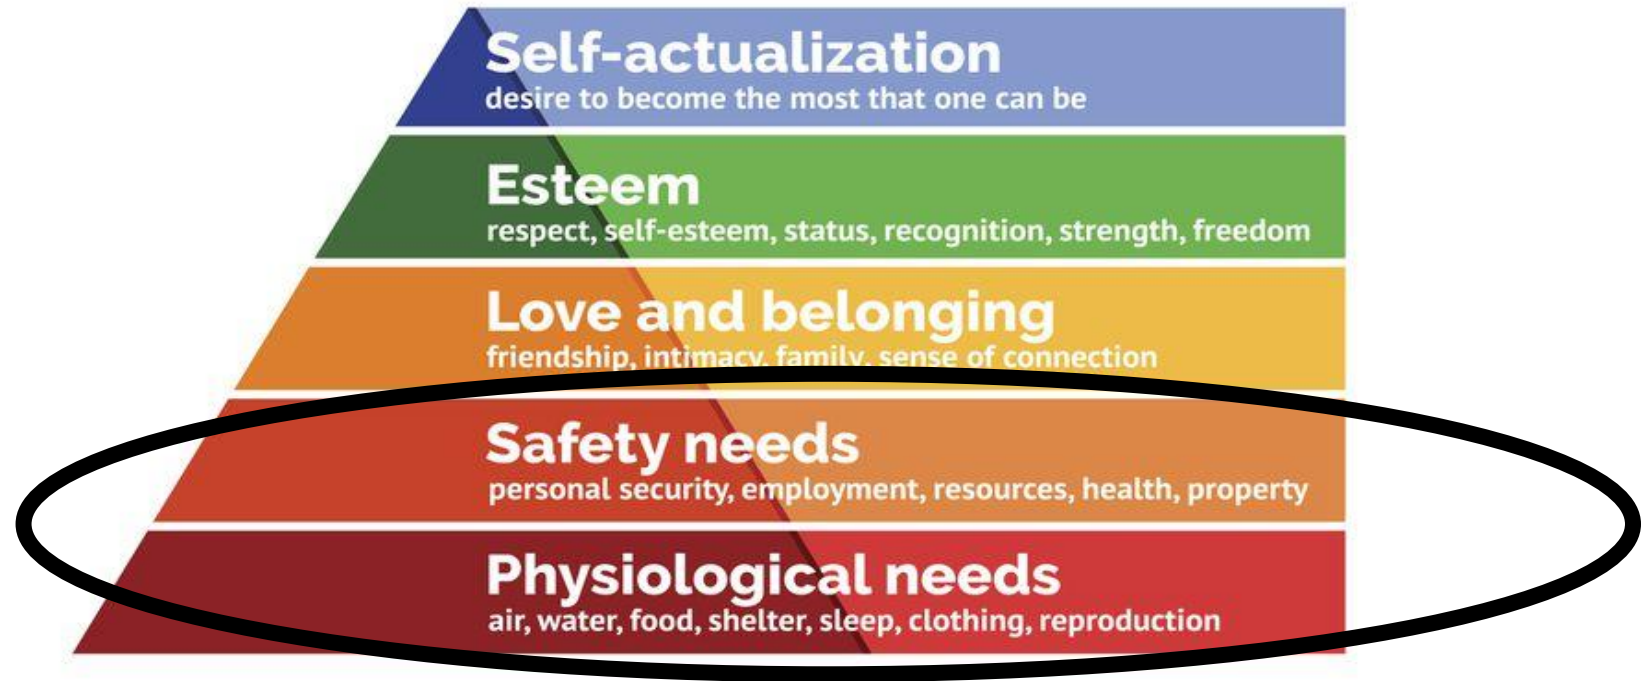 Self-actualization
desire to become the most that one can be
Esteem
respect, self-esteem, status, recognition, strength, freedom
Love and belonging
friendship, intimacy, family, sense of connection
Safety needs
personal security, employment, resources, health, property
Physiological needs
air, water, food, shelter, sleep, clothing, reproduction